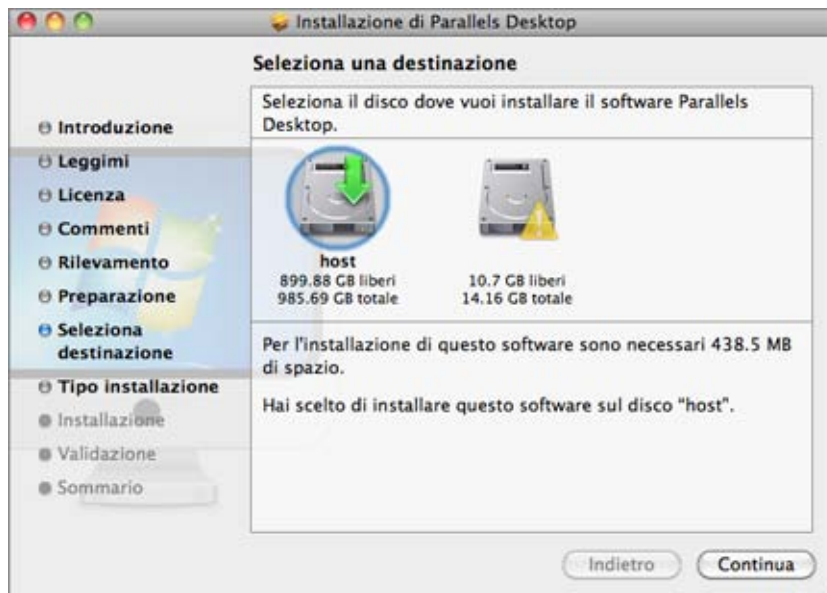 Installazione di Parallels Desktop
Seleziona una destinazione
Introduzione
Leggimi
Licenza
Commenti
Rilevamento
Preparazione
Seleziona
destinazione
Tipo installazione
Installazione
Validazione
Sommario
Seleziona il disco dove vuoi installare il software Parallels
Desktop.
host
899.88 GB liberi
985.69 GB totale
10.7 GB liberi
14.16 GB totale
Per l'installazione di questo software sono necessari 438.5 MB
di spazio.
Hai scelto di installare questo software sul disco "host".
Indietro
Continua